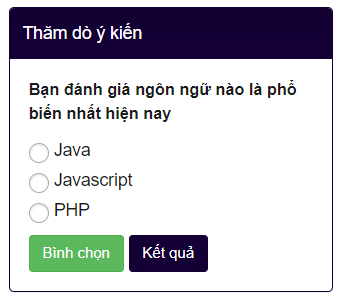 Thăm dò ý kiến
Bạn đánh giá ngôn ngữ nào là phổ
biến nhất hiện nay
Java
Javascript
PHP
Bình chọn Kết quả